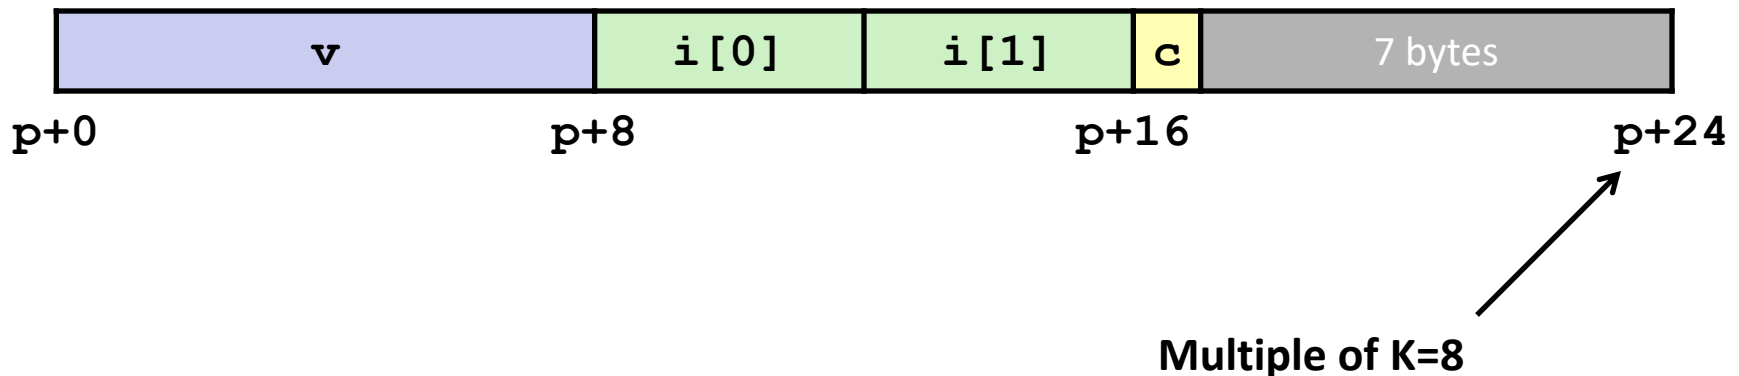 v i[0] i[1] c 7 bytes
p+0 p+8 p+16 p+24
Multiple of K=8